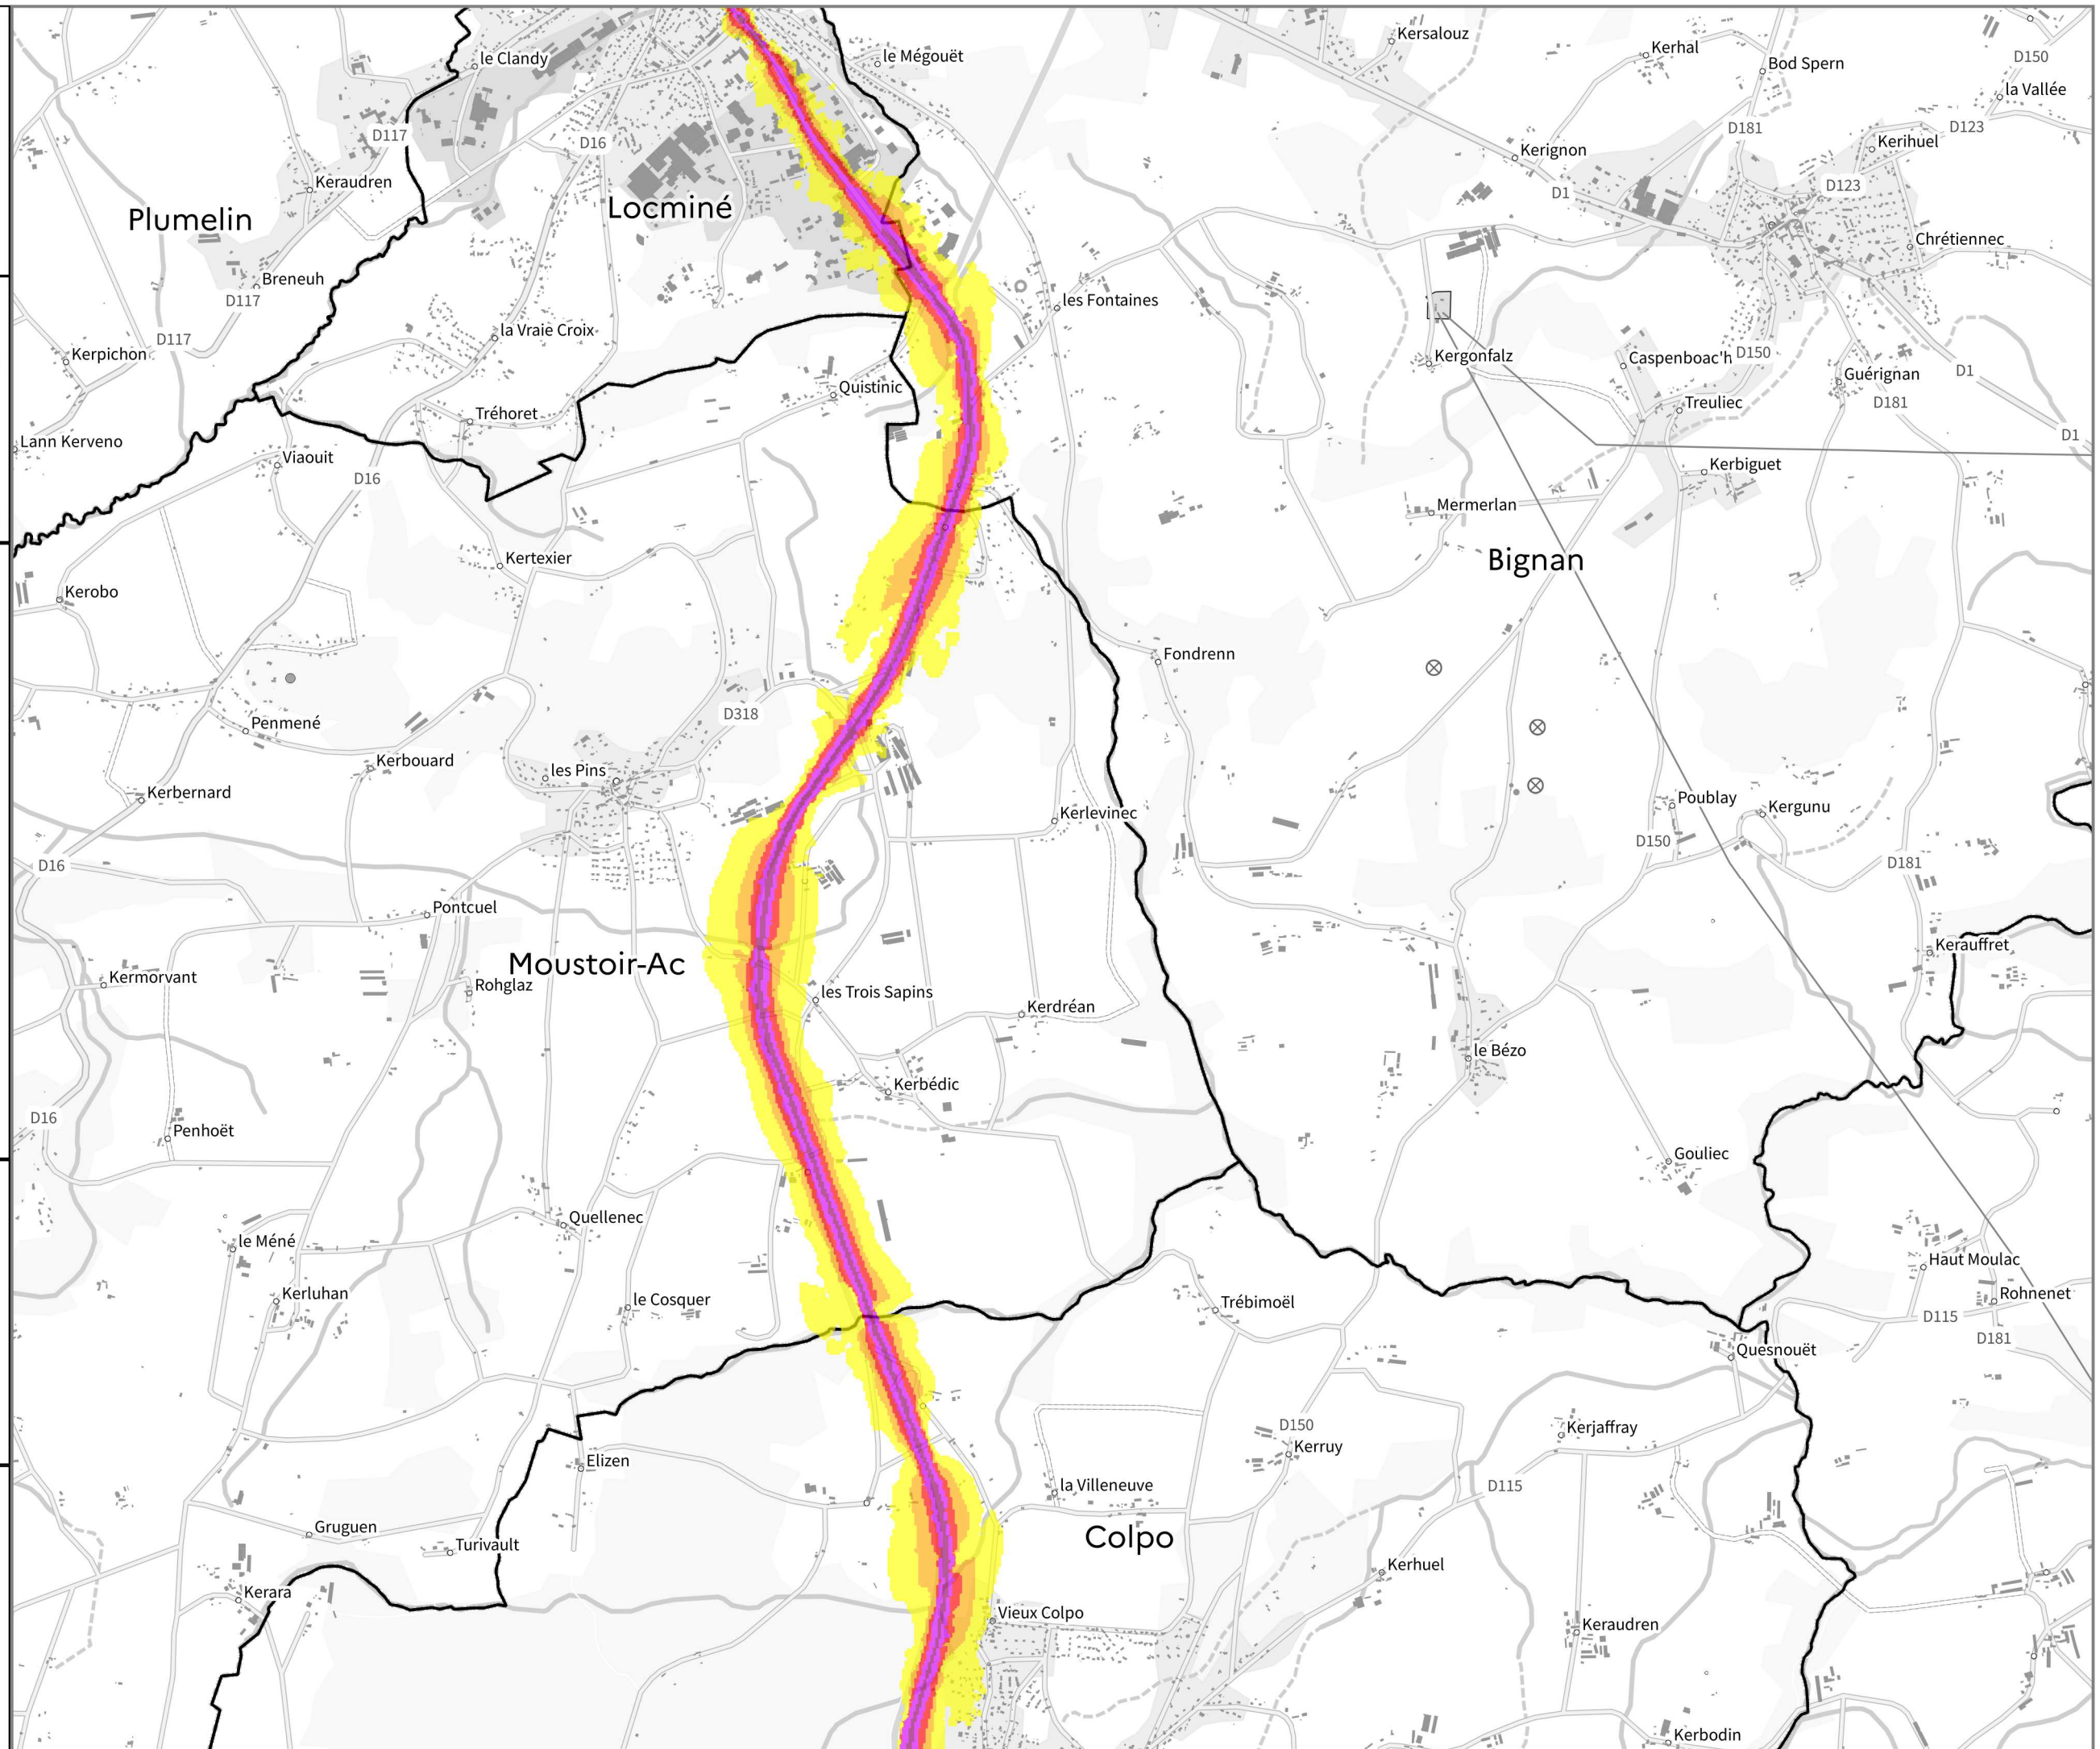 Kersalouz
Kerhal
le Mégouët
le Clandy
Bod Spern
D150
la Vallée
D117
D16
D181
D123
Kerignon
Kerihuel
Keraudren
D1
D123
Plumelin
Locminé
Chrétiennec
Breneuh
D117
les Fontaines
la Vraie Croix
D117
Kerpichon
Kergonfalz
Caspenboac'h
D150
Guérignan
D1
Quistinic
Treuliec
D181
Tréhoret
Lann Kerveno
D1
Viaouit
Kerbiguet
D16
Mermerlan
Kertexier
Bignan
Kerobo
Fondrenn
D318
Penmené
Kerbouard
les Pins
Kerbernard
Poublay
Kergunu
Kerlevinec
D150
D16
D181
Pontcuel
Kerauffret
Moustoir-Ac
Kermorvant
Rohglaz
les Trois Sapins
Kerdréan
le Bézo
Kerbédic
D16
Penhoët
Gouliec
Quellenec
le Méné
Haut Moulac
Kerluhan
le Cosquer
Trébimoël
Rohnenet
D115
D181
Quesnouët
D150
Kerjaffray
Kerruy
Elizen
la Villeneuve
D115
Gruguen
Colpo
Turivault
Kerhuel
Kerara
Vieux Colpo
Keraudren
Kerbodin